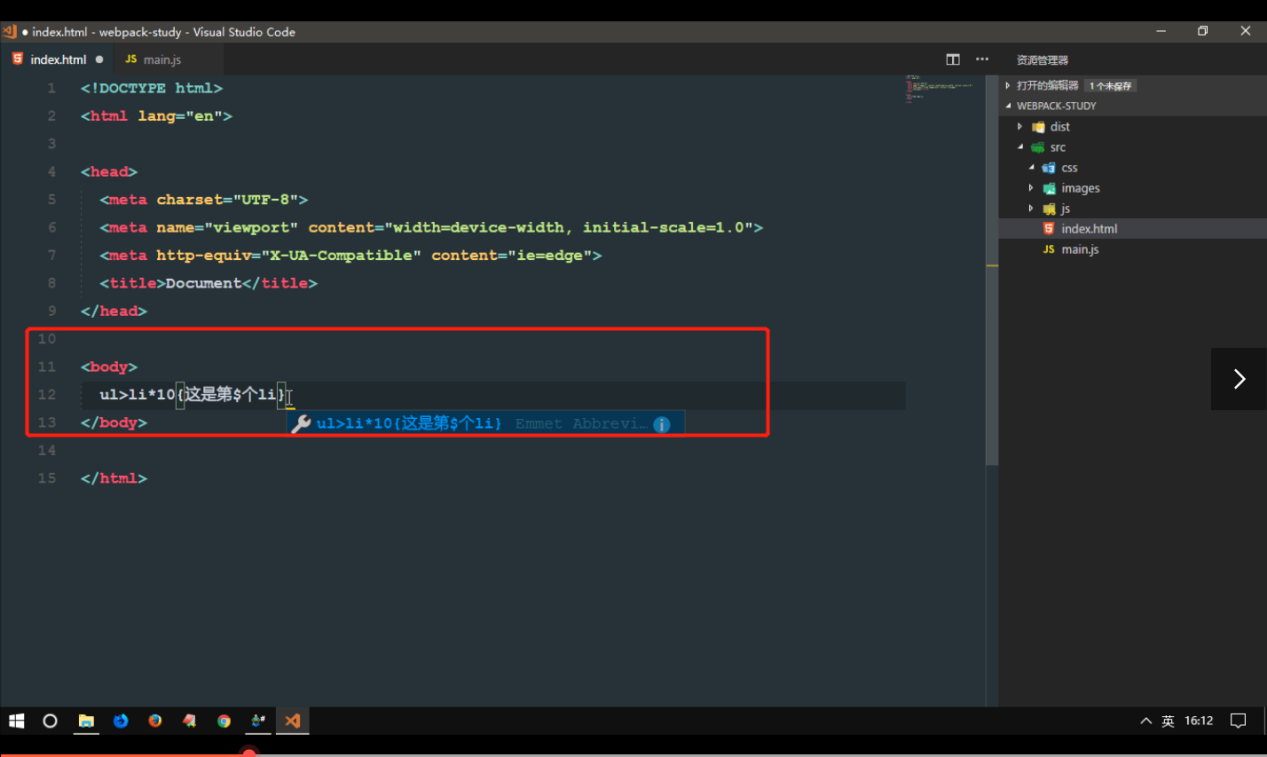 ● index.html - webpack-study - Visual Studio Code
index.html ● JS main.js
资源管理器
1 <!DOCTYPE html>
2 <html lang="en">
3
4 <head>
5 <meta charset="UTF-8">
6 <meta name="viewport" content="width=device-width, initial-scale=1.0">
7 <meta http-equiv="X-UA-Compatible" content="ie=edge">
8 <title>Document</title>
9 </head>
10
11 <body>
12 ul>li*10{这是第$个li}
13 </body>
ul>li*10{这是第$个li} Emmet Abbrevi…
14
15 </html>
打开的编辑器 1 个未保存
WEBPACK-STUDY
dist
src
css
images
js
index.html
JS main.js
英 16:12